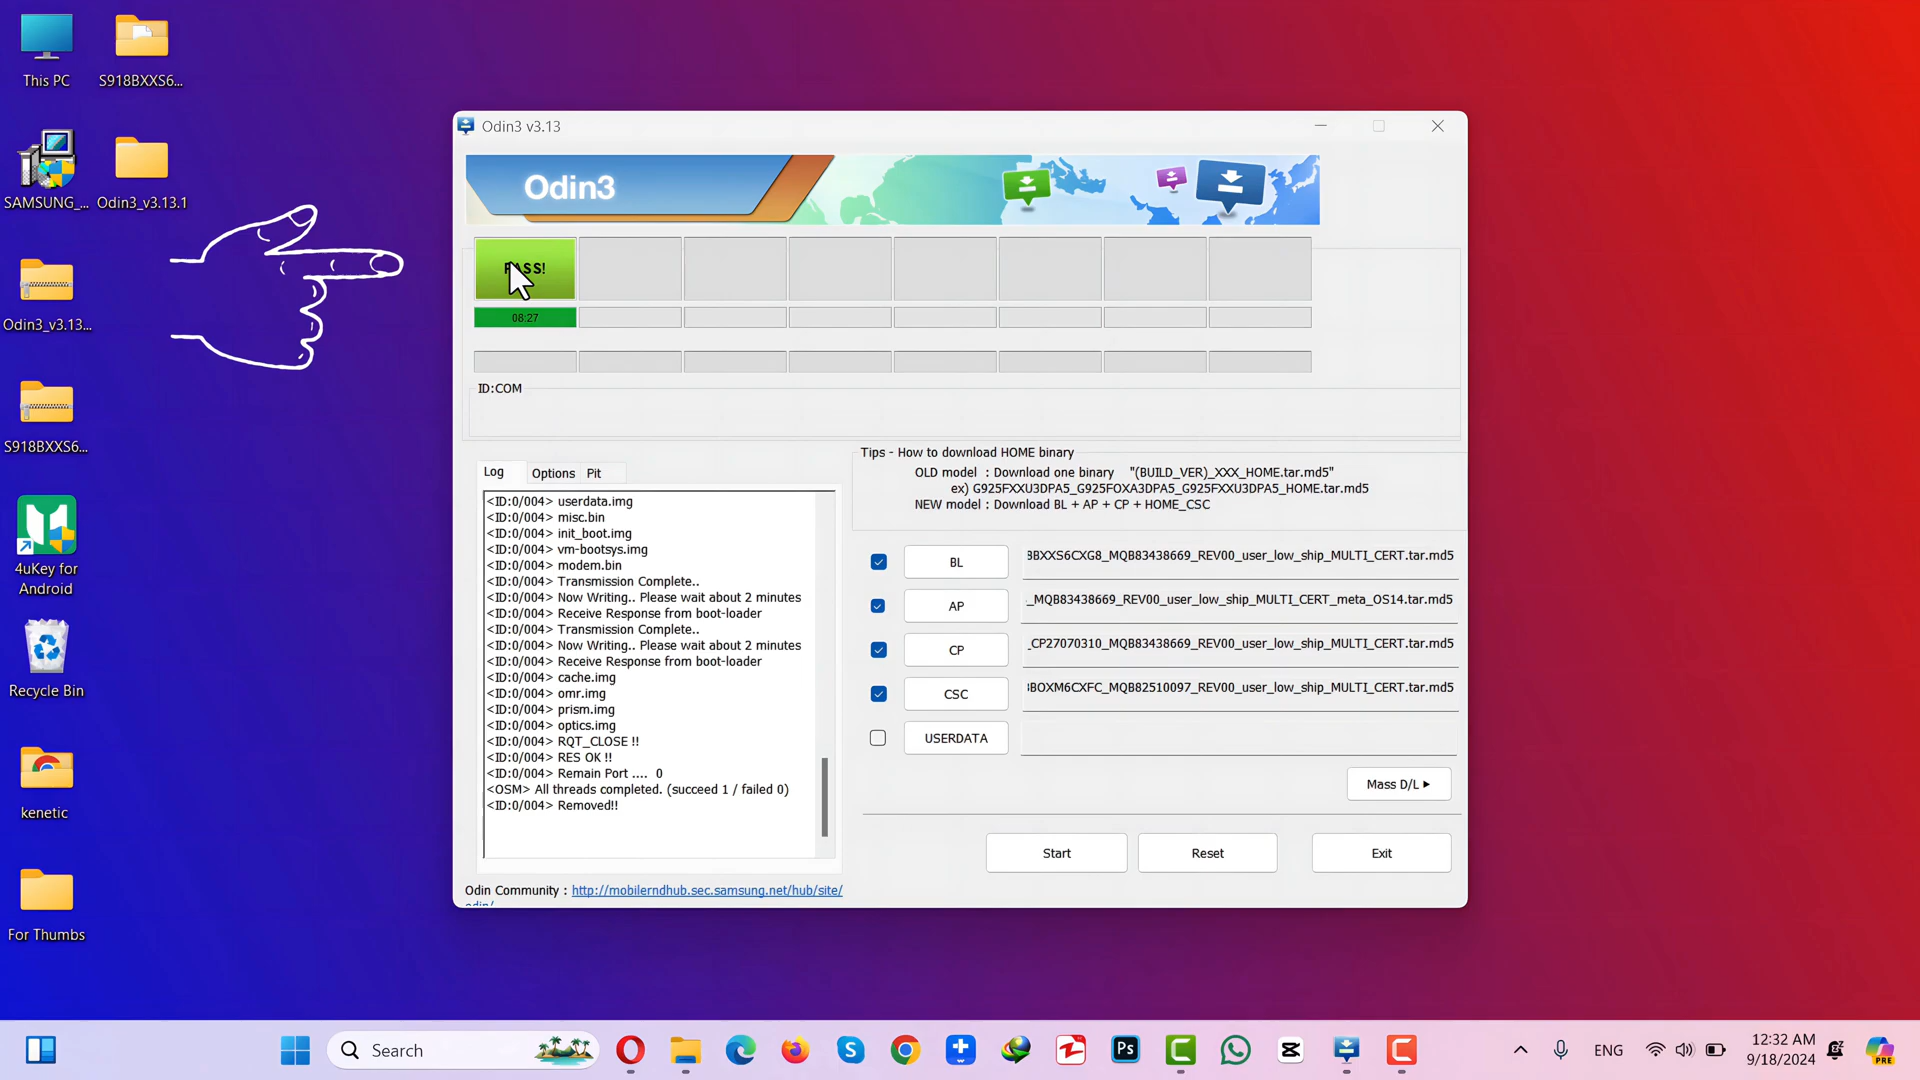 This PC
S918BXXS6...
SAMSUNG_...
Odin3_v3.13.1
Odin3_v3.13...
S918BXXS6...
4uKey for
Android
Recycle Bin
kenetic
For Thumbs
Odin3 v3.13
Odin3
PASS!
08:27
ID:COM
Log
Options
Pit
<ID:0/004> userdata.img
<ID:0/004> misc.bin
<ID:0/004> init_boot.img
<ID:0/004> vm-bootsys.img
<ID:0/004> modem.bin
<ID:0/004> Transmission Complete..
<ID:0/004> Now Writing.. Please wait about 2 minutes
<ID:0/004> Receive Response from boot-loader
<ID:0/004> Transmission Complete..
<ID:0/004> Now Writing.. Please wait about 2 minutes
<ID:0/004> Receive Response from boot-loader
<ID:0/004> cache.img
<ID:0/004> omr.img
<ID:0/004> prism.img
<ID:0/004> optics.img
<ID:0/004> RQT_CLOSE !!
<ID:0/004> RES OK !!
<ID:0/004> Remain Port .... 0
<OSM> All threads completed. (succeed 1 / failed 0)
<ID:0/004> Removed!!
Odin Community : http://mobilerndhub.sec.samsung.net/hub/site/
odin/
Tips - How to download HOME binary
OLD model : Download one binary "(BUILD_VER)_XXX_HOME.tar.md5"
ex) G925FXXU3DPA5_G925FOXA3DPA5_G925FXXU3DPA5_HOME.tar.md5
NEW model : Download BL + AP + CP + HOME_CSC
BL
BXXS6CXG8_MQB83438669_REV00_user_low_ship_MULTI_CERT.tar.md5
AP
_MQB83438669_REV00_user_low_ship_MULTI_CERT_meta_OS14.tar.md5
CP
_CP27070310_MQB83438669_REV00_user_low_ship_MULTI_CERT.tar.md5
CSC
BOXM6CXFC_MQB82510097_REV00_user_low_ship_MULTI_CERT.tar.md5
USERDATA
Mass D/L
Start
Reset
Exit
Search
Ps
ENG
12:32 AM
9/18/2024
PRE